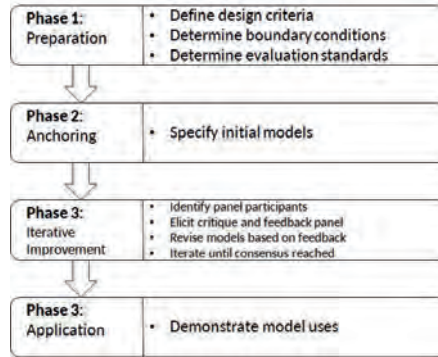 Phase 1:
Preparation
• Define design criteria
• Determine boundary conditions
• Determine evaluation standards
Phase 2:
Anchoring
• Specify initial models
Phase 3:
Iterative
Improvement
• Identify panel participants
• Elicit critique and feedback panel
• Revise models based on feedback
• Iterate until consensus reached
Phase 3:
Application
• Demonstrate model uses